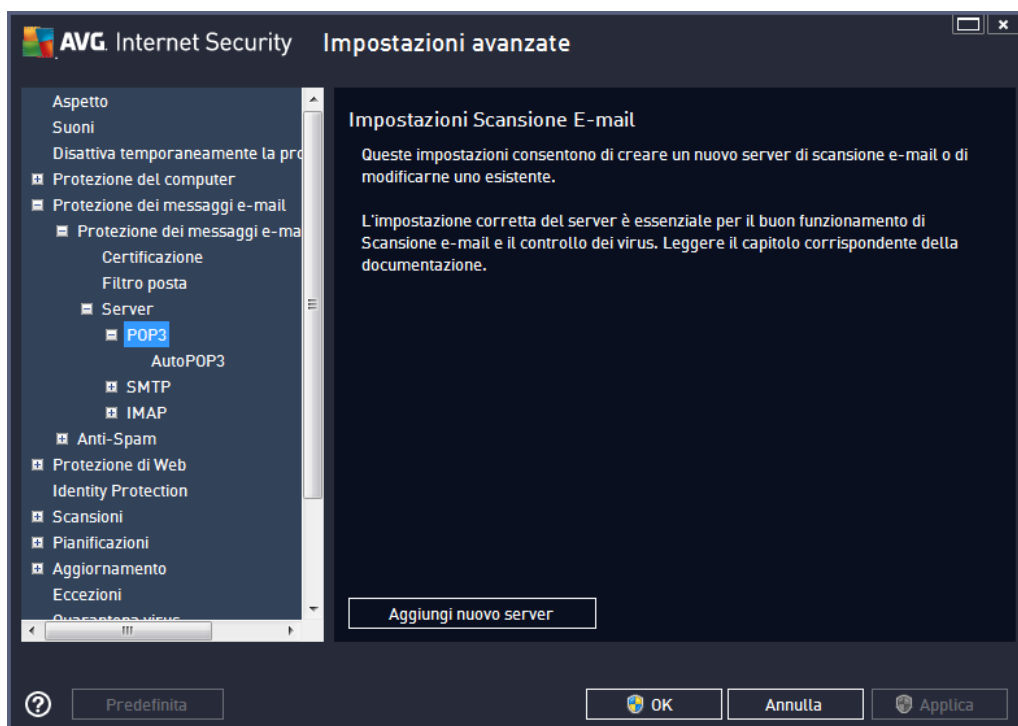 AVG. Internet Security Impostazioni avanzate
Aspetto
Suoni
Disattiva temporaneamente la pro
Protezione del computer
Protezione dei messaggi e-mail
Protezione dei messaggi e-ma
Certificazione
Filtro posta
Server
POP3
AutoPOP3
SMTP
IMAP
Anti-Spam
Protezione di Web
Identity Protection
Scansioni
Pianificazioni
Aggiornamento
Eccezioni
Quarantena virus
Impostazioni Scansione E-mail
Queste impostazioni consentono di creare un nuovo server di scansione e-mail o di
modificarne uno esistente.
L'impostazione corretta del server è essenziale per il buon funzionamento di
Scansione e-mail e il controllo dei virus. Leggere il capitolo corrispondente della
documentazione.
Aggiungi nuovo server
Predefinita
OK
Annulla
Applica